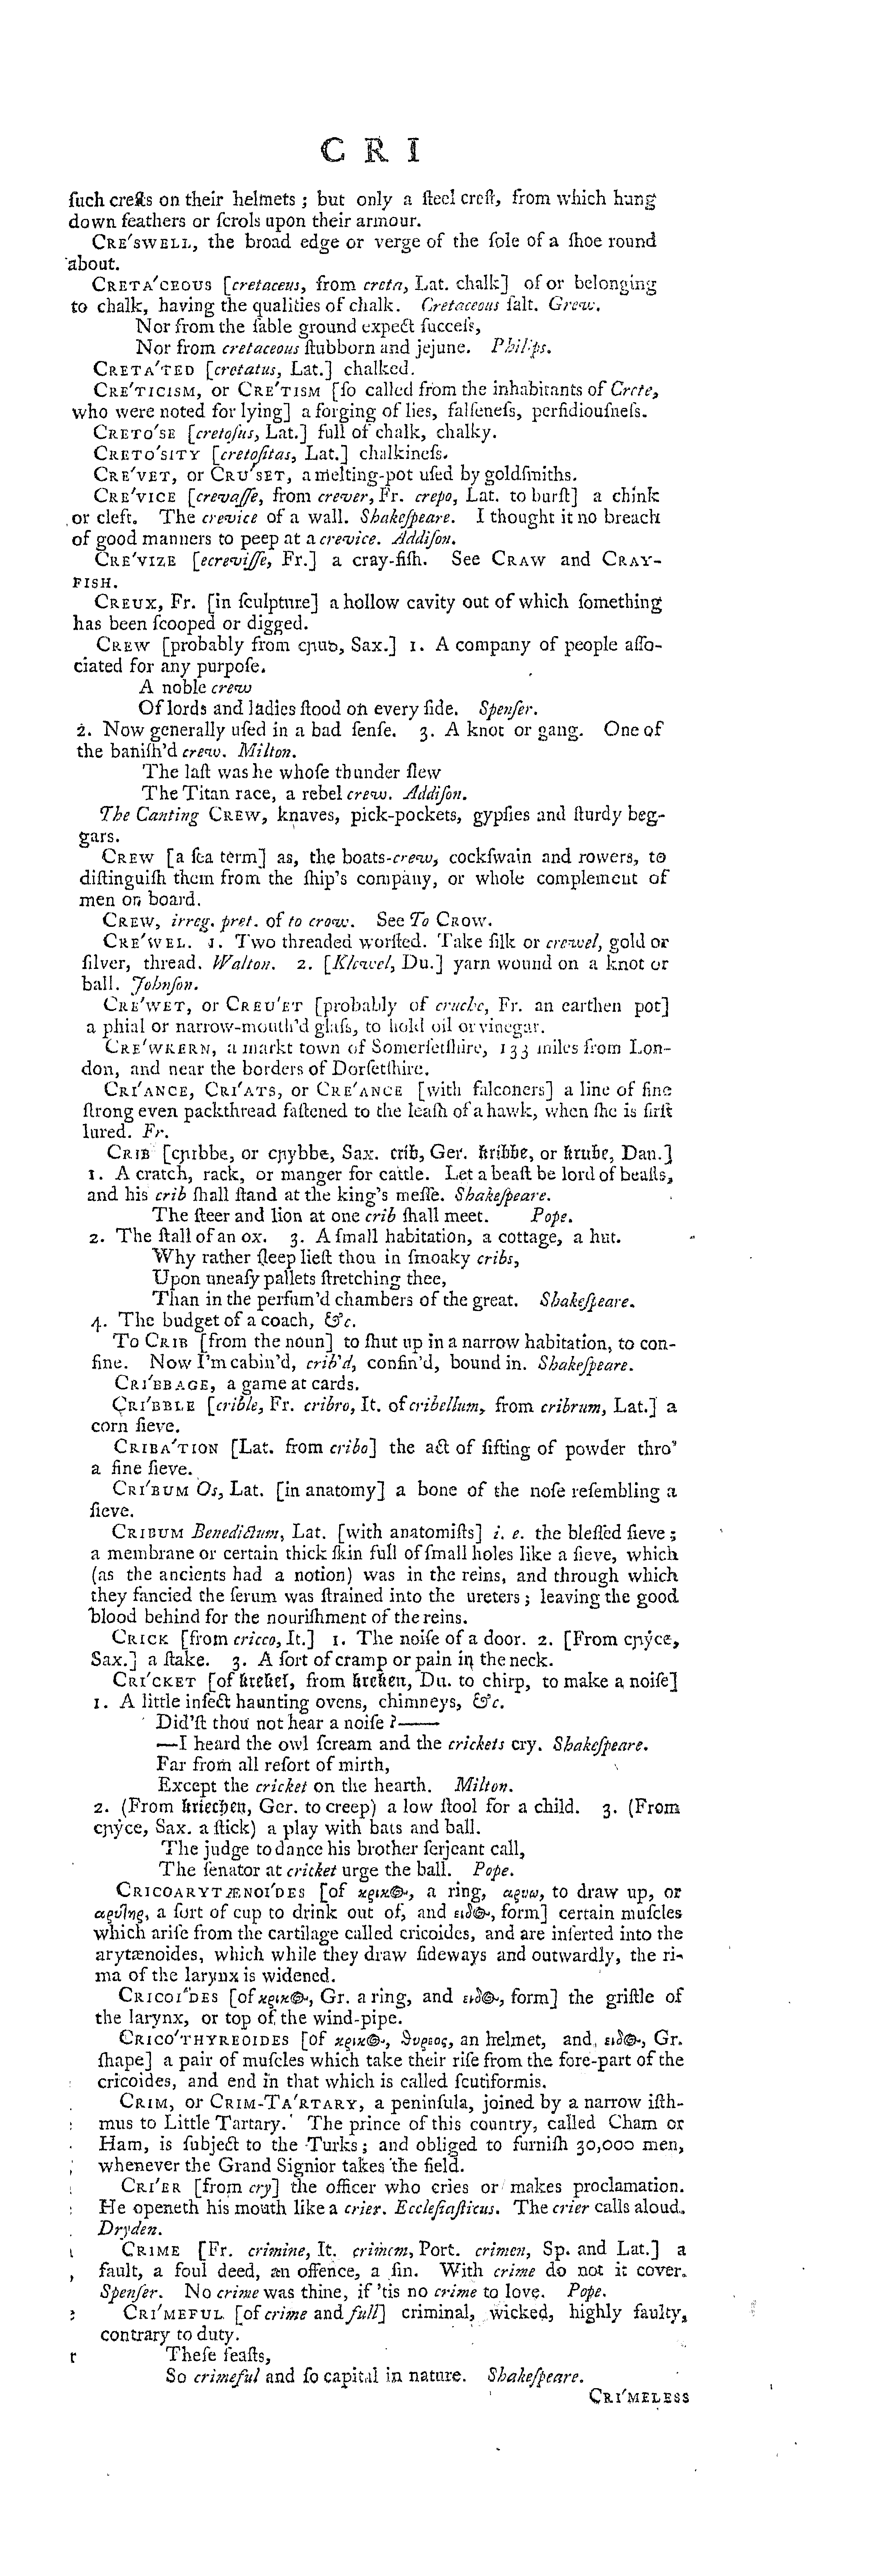 C R I
ſuch creſts on their helmets ; but only a ſteel creſt, from which hung
down feathers or ſcrols upon their armour.
CRE′SWELL, the broad edge or verge of the ſole of a ſhoe round
about.
CRETA′CEOUS [cretaceus, from creta, Lat. chalk] of or belonging
to chalk, having the qualities of chalk. Cretaceous ſalt. Grew.
Nor from the ſable ground expect ſucceſs,
Nor from cretaceous ſtubborn and jejune. Philips.
CRETA′TED [cretatus, Lat.] chalked.
CRE′TICISM, or CRE′TISM [ſo called from the inhabitants of Crete,
who were noted for lying] a forging of lies, falſeneſs, perfidiouſneſs.
CRETO′SE [cretoſus, Lat.] full of chalk, chalky.
CRETO′SITY [cretoſitas, Lat.] chalkineſs.
CRE′VET, or CRU′SET, a melting-pot uſed by goldſmiths.
CRE′VICE [crevaſſe, from crever, Fr. crepo, Lat. to burſt] a chink
or cleft. The crevice of a wall. Shakeſpeare. I thought it no breach
of good manners to peep at a crevice. Addiſon.
CRE′VIZE [ecreviſſe, Fr.] a cray-fiſh. See CRAW and CRAY-
FISH.
CREUX, Fr. [in ſculpture] a hollow cavity out of which ſomething
has been ſcooped or digged.
CREW [probably from cꞃuꝺ, Sax.] 1. A company of people aſſo-
ciated for any purpoſe.
A noble crew
Of lords and ladies ſtood on every ſide. Spenſer.
2. Now generally uſed in a bad ſenſe. 3. A knot or gang. One of
the baniſh'd crew. Milton.
The laſt was he whoſe thunder ſlew
The Titan race, a rebel crew. Addiſon.
The Canting CREW, knaves, pick-pockets, gypſies and ſturdy beg-
gars.
CREW [a ſea term] as, the boats-crew, cockſwain and rowers, to
diſtinguiſh them from the ſhip's company, or whole complement of
men on board.
CREW, irreg. pret. of to crow. See To CROW.
CRE′WEL. 1. Two threaded worſted. Take ſilk or crewel, gold or
ſilver, thread. Walton. 2. [Klewel, Du.] yarn wound on a knot or
ball. Johnſon.
CRE′WET, or CREU′ET [probably of cruche, Fr. an earthen pot]
a phial or narrow-mouth'd glaſs, to hold oil or vinegar.
CRE′WKERN, a markt town of Somerſetſhire, 133 miles from Lon-
don, and near the borders of Dorſetſhire.
CRI′ANCE, CRI′ATS, or CRE′ANCE [with falconers] a line of fine
ſtrong even packthread faſtened to the leaſh of a hawk, when ſhe is firſt
lured. Fr.
CRIB [cꞃıbbe, or cꞃybbe, Sax. crib, Ger. kribbe, or krube, Dan.]
1. A cratch, rack, or manger for cattle. Let a beaſt be lord of beaſts,
and his crib ſhall ſtand at the king's meſſe. Shakeſpeare.
The ſteer and lion at one crib ſhall meet. Pope.
2. The ſtall of an ox. 3. A ſmall habitation, a cottage, a hut.
Why rather ſleep lieſt thou in ſmoaky cribs,
Upon uneaſy pallets ſtretching thee,
Than in the perfum'd chambers of the great. Shakeſpeare.
4. The budget of a coach, &c.
To CRIB [from the noun] to ſhut up in a narrow habitation, to con-
fine. Now I'm cabin'd, crib'd, confin'd, bound in. Shakeſpeare.
CRI′BBAGE, a game at cards.
CRI′BBLE [crible, Fr. cribro, It. of cribellum, from cribrum, Lat.] a
corn ſieve.
CRIBA′TION [Lat. from cribo] the act of ſifting of powder thro'
a fine ſieve.
CRI′BUM Os, Lat. [in anatomy] a bone of the noſe reſembling a
ſieve.
CRIBUM Benedictum, Lat. [with anatomiſts] i. e. the bleſſed ſieve ;
a membrane or certain thick ſkin full of ſmall holes like a ſieve, which
(as the ancients had a notion) was in the reins, and through which
they fancied the ſerum was ſtrained into the ureters ; leaving the good
blood behind for the nouriſhment of the reins.
CRICK [from cricco, It.] 1. The noiſe of a door. 2. [From cꞃẏce,
Sax.] a ſtake. 3. A ſort of cramp or pain in the neck.
CRI′CKET [of krekel, from kreken, Du. to chirp, to make a noiſe]
1. A little inſect haunting ovens, chimneys, &c.
Did'ſt thou not hear a noiſe ?——
—I heard the owl ſcream and the crickets cry. Shakeſpeare.
Far from all reſort of mirth,
Except the cricket on the hearth. Milton.
2. (From kriechen, Ger. to creep) a low ſtool for a child. 3. (From
cꞃẏce, Sax. a ſtick) a play with bats and ball.
The judge to dance his brother ſerjeant call,
The ſenator at cricket urge the ball. Pope.
CRICOARYTÆNOI′DES [of κρικος, a ring, αρυω, to draw up, or
αρυτης, a ſort of cup to drink out of, and ειδος, form] certain muſcles
which ariſe from the cartilage called cricoides, and are inſerted into the
arytænoides, which while they draw ſideways and outwardly, the ri-
ma of the larynx is widened.
CRICOI′DES [of κρικος, Gr. a ring, and ειδος, form] the griſtle of
the larynx, or top of the wind-pipe.
CRICO′THYREOIDES [of κρικος, ϑυρεος, an helmet, and ειδος, Gr.
ſhape] a pair of muſcles which take their riſe from the fore-part of the
cricoides, and end in that which is called ſcutiformis.
CRIM, or CRIM-TA′RTARY, a peninſula, joined by a narrow iſth-
mus to Little Tartary. The prince of this country, called Cham or
Ham, is ſubject to the Turks ; and obliged to furniſh 30,000 men,
whenever the Grand Signior takes the field.
CRI′ER [from cry] the officer who cries or makes proclamation.
He openeth his mouth like a crier. Eccleſiaſticus. The crier calls aloud.
Dryden.
CRIME [Fr. crimine, It. crimem, Port. crimen, Sp. and Lat.] a
fault, a foul deed, an offence, a ſin. With crime do not it cover.
Spenſer. No crime was thine, if 'tis no crime to love. Pope.
CRI′MEFUL [of crime and full] criminal, wicked, highly faulty,
contrary to duty.
Theſe feaſts,
So crimeful and ſo capital in nature. Shakeſpeare.
CRI′MELESS